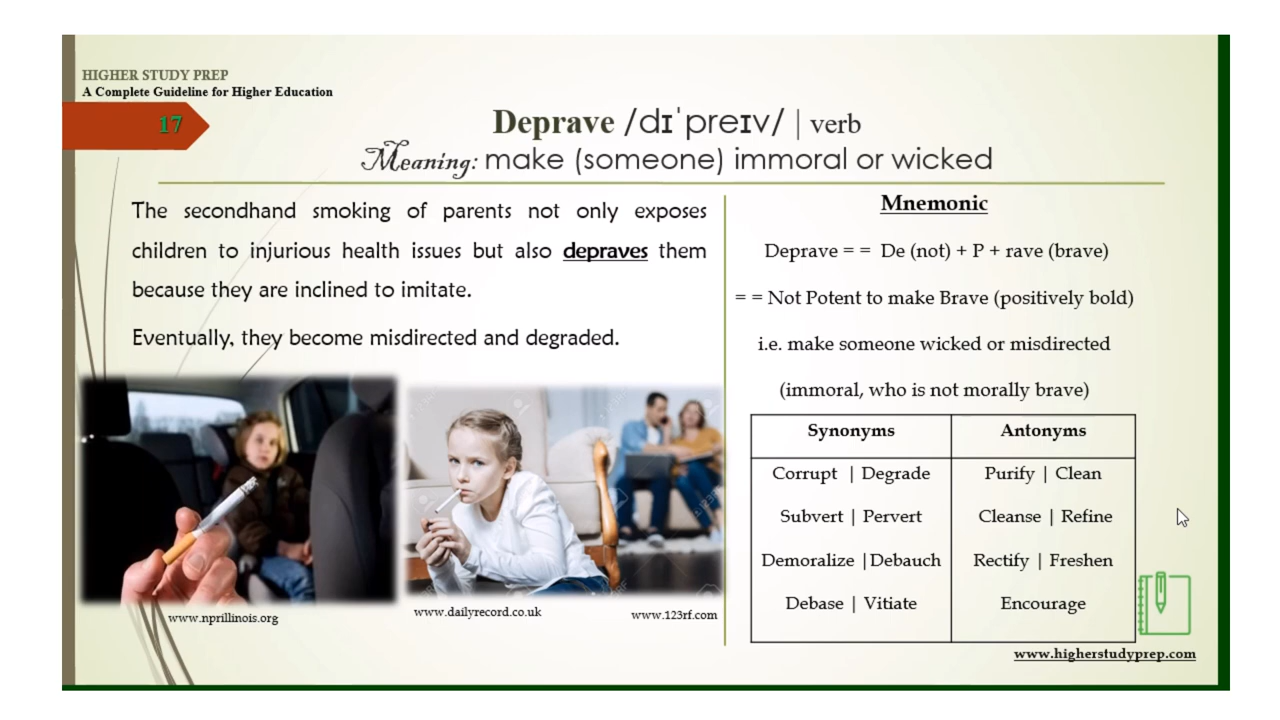 HIGHER STUDY PREP
A Complete Guideline for Higher Education
17
Deprave /dɪˈpreɪv/ | verb
Meaning: make (someone) immoral or wicked
The secondhand smoking of parents not only exposes
children to injurious health issues but also depraves them
because they are inclined to imitate.
Eventually, they become misdirected and degraded.
www.nprillinois.org
www.dailyrecord.co.uk
www.123rf.com
Mnemonic
Deprave = = De (not) + P + rave (brave)
= = Not Potent to make Brave (positively bold)
i.e. make someone wicked or misdirected
(immoral, who is not morally brave)
Synonyms Antonyms
Corrupt | Degrade Purify | Clean
Subvert | Pervert Cleanse | Refine
Demoralize |Debauch Rectify | Freshen
Debase | Vitiate Encourage
www.higherstudyprep.com